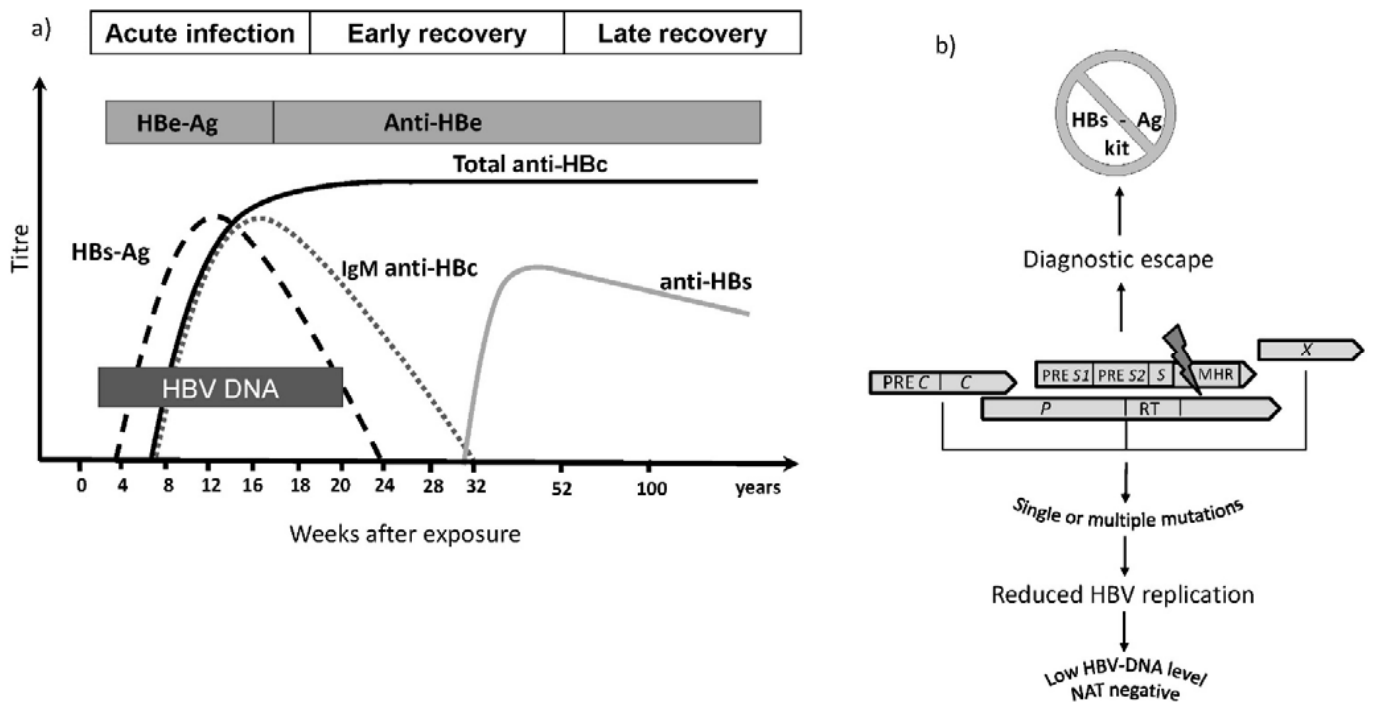 a)
Acute infection Early recovery Late recovery
HBe-Ag Anti-HBe
Total anti-HBc
HBs-Ag
IgM anti-HBc
anti-HBs
HBV DNA
Titre
0 4 8 12 16 18 20 24 28 32 52 100 years
Weeks after exposure
b)
HBs - Ag
kit
Diagnostic escape
X
PRE S1 PRE S2 S MHR
PRE C C
P RT
Single or multiple mutations
Reduced HBV replication
Low HBV-DNA level
NAT negative